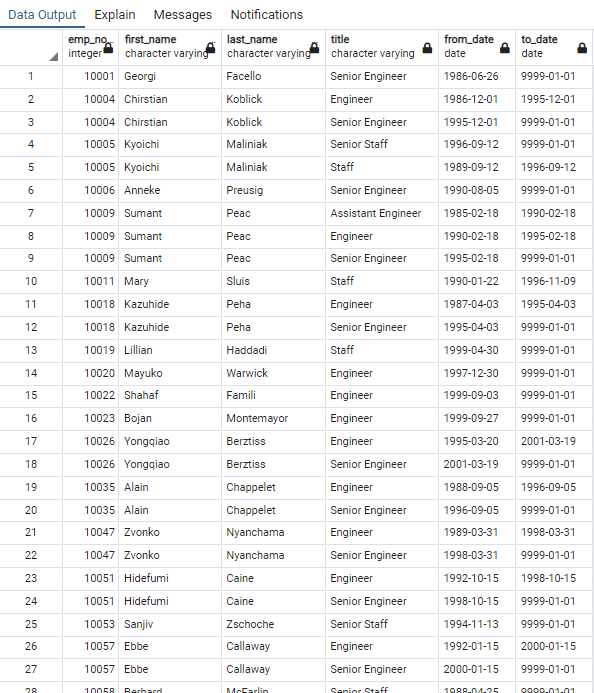 Data Output Explain Messages Notifications
emp_no first_name last_name title from_date to_date
integer character varying character varying character varying date date
1 10001 Georgi Facello Senior Engineer 1986-06-26 9999-01-01
2 10004 Chirstian Koblick Engineer 1986-12-01 1995-12-01
3 10004 Chirstian Koblick Senior Engineer 1995-12-01 9999-01-01
4 10005 Kyoichi Maliniak Senior Staff 1996-09-12 9999-01-01
5 10005 Kyoichi Maliniak Staff 1989-09-12 1996-09-12
6 10006 Anneke Preusig Senior Engineer 1990-08-05 9999-01-01
7 10009 Sumant Peac Assistant Engineer 1985-02-18 1990-02-18
8 10009 Sumant Peac Engineer 1990-02-18 1995-02-18
9 10009 Sumant Peac Senior Engineer 1995-02-18 9999-01-01
10 10011 Mary Sluis Staff 1990-01-22 1996-11-09
11 10018 Kazuhide Peha Engineer 1987-04-03 1995-04-03
12 10018 Kazuhide Peha Senior Engineer 1995-04-03 9999-01-01
13 10019 Lillian Haddadi Staff 1999-04-30 9999-01-01
14 10020 Mayuko Warwick Engineer 1997-12-30 9999-01-01
15 10022 Shahaf Famili Engineer 1999-09-03 9999-01-01
16 10023 Bojan Montemayor Engineer 1999-09-27 9999-01-01
17 10026 Yongqiao Berztiss Engineer 1995-03-20 2001-03-19
18 10026 Yongqiao Berztiss Senior Engineer 2001-03-19 9999-01-01
19 10035 Alain Chappelet Engineer 1988-09-05 1996-09-05
20 10035 Alain Chappelet Senior Engineer 1996-09-05 9999-01-01
21 10047 Zvonko Nyanchama Engineer 1989-03-31 1998-03-31
22 10047 Zvonko Nyanchama Senior Engineer 1998-03-31 9999-01-01
23 10051 Hidefumi Caine Engineer 1992-10-15 1998-10-15
24 10051 Hidefumi Caine Senior Engineer 1998-10-15 9999-01-01
25 10053 Sanjiv Zschoche Senior Staff 1994-11-13 9999-01-01
26 10057 Ebbe Callaway Engineer 1992-01-15 2000-01-15
27 10057 Ebbe Callaway Senior Engineer 2000-01-15 9999-01-01
28 10058 Berhard McFarlin Senior Staff 1988-04-25 9999-01-01